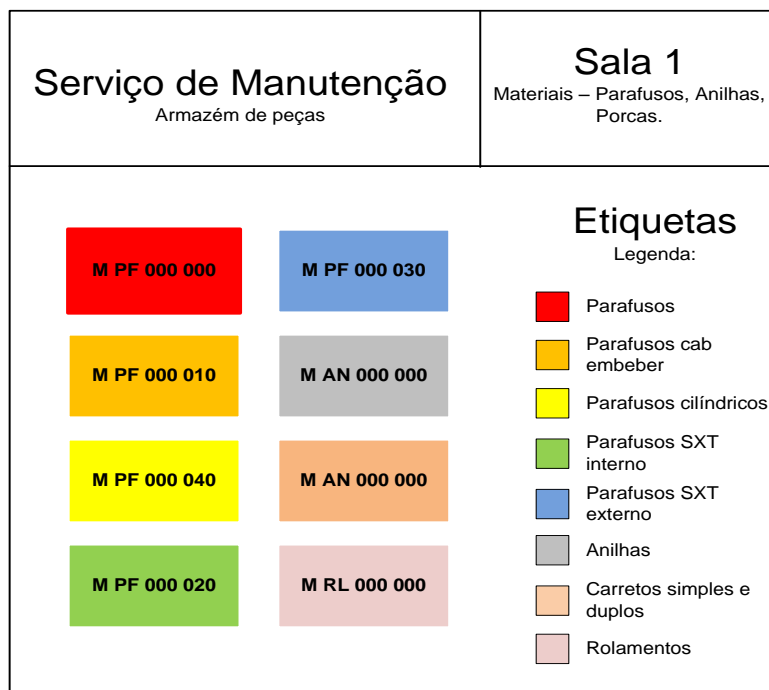 Serviço de Manutenção
Armazém de peças
Sala 1
Materiais – Parafusos, Anilhas,
Porcas.
M PF 000 000
M PF 000 030
M PF 000 010
M AN 000 000
M PF 000 040
M AN 000 000
M PF 000 020
M RL 000 000
Etiquetas
Legenda:
Parafusos
Parafusos cab
embeber
Parafusos cilíndricos
Parafusos SXT
interno
Parafusos SXT
externo
Anilhas
Carretos simples e
duplos
Rolamentos